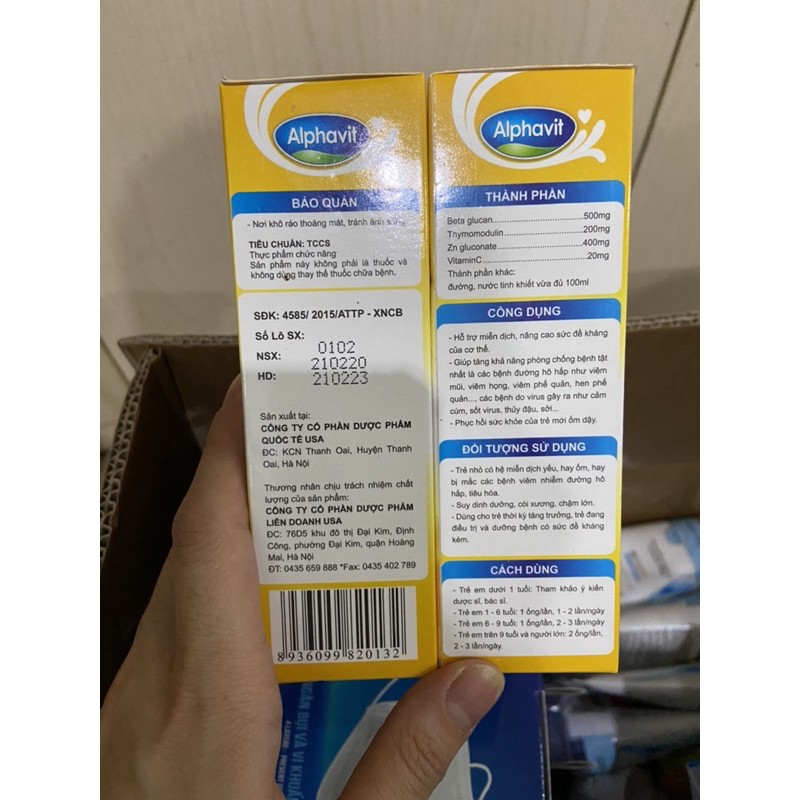 Alphavit
BẢO QUẢN
- Nơi khô ráo thoáng mát, tránh ánh
TIÊU CHUẨN: TCCS
Thực phẩm chức năng
Sản phẩm này không phải là thuốc và
không dùng thay thế thuốc chữa bệnh.
SĐK: 4585/ 2015/ATTP - XNCB
Số Lô SX:
0102
NSX:
210220
HD:
210223
Sản xuất tại:
CÔNG TY CỔ PHẦN DƯỢC PHẨM
QUỐC TẾ USA
ĐC: KCN Thanh Oai, Huyện Thanh
Oai, Hà Nội
Thương nhân chịu trách nhiệm chất
lượng của sản phẩm:
CÔNG TY CỔ PHẦN DƯỢC PHẨM
LIÊN DOANH USA
ĐC: 76D5 khu đô thị Đại Kim, Định
Công, phường Đại Kim, quận Hoàng
Mai, Hà Nội
ĐT: 0435 659 888 *Fax: 0435 402 789
8 936099 820132
Alphavit
THÀNH PHẦN
Beta glucan.......................500mg
Thymomodulin..................200mg
Zn gluconate.....................400mg
VitaminC............................20mg
Thành phần khác:
đường, nước tinh khiết vừa đủ 100ml
CÔNG DỤNG
- Hỗ trợ miễn dịch, nâng cao sức đề kháng
của cơ thể.
- Giúp tăng khả năng phòng chống bệnh tật
nhất là các bệnh đường hô hấp như viêm
mũi, viêm họng, viêm phế quản, hen phế
quản..., các bệnh do virus gây ra như cảm
cúm, sốt virus, thủy đậu, sởi...
- Phục hồi sức khỏe của trẻ mới ốm dậy.
ĐỐI TƯỢNG SỬ DỤNG
- Trẻ nhỏ có hệ miễn dịch yếu, hay ốm, hay
bị mắc các bệnh viêm nhiễm đường hô
hấp, tiêu hóa.
- Suy dinh dưỡng, còi xương, chậm lớn.
- Dùng cho trẻ thời kỳ tăng trưởng, trẻ đang
điều trị và dưỡng bệnh có sức đề kháng
kém.
CÁCH DÙNG
- Trẻ em dưới 1 tuổi: Tham khảo ý kiến
dược sĩ, bác sĩ.
- Trẻ em 1 - 6 tuổi: 1 ống/lần, 1 - 2 lần/ngày
- Trẻ em 6 - 9 tuổi: 1 ống/lần, 2 - 3 lần/ngày
- Trẻ em trên 9 tuổi và người lớn: 2 ống/lần,
2 - 3 lần/ngày.
NGĂN BỤI VÀ VI KHUẨ